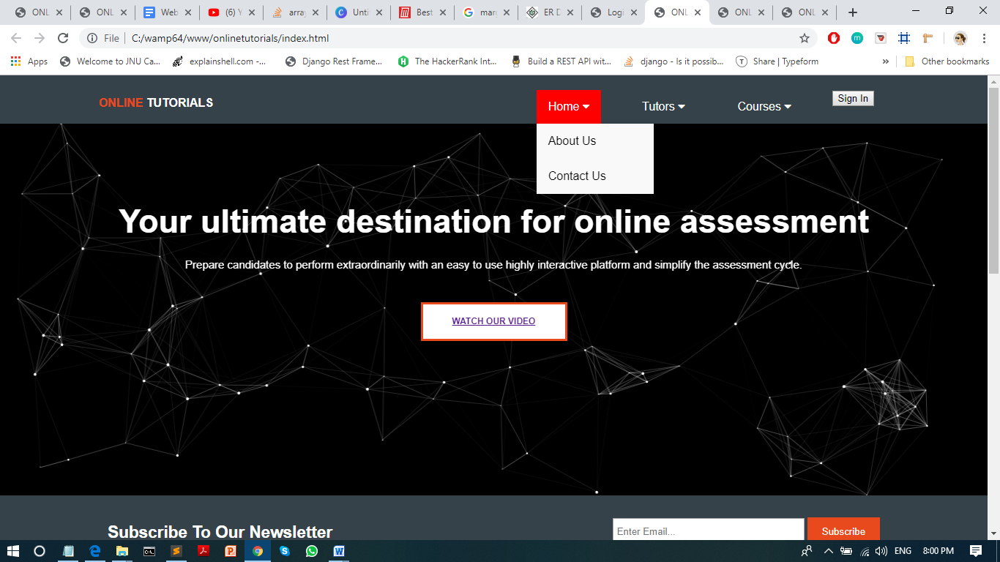 ONL
ONL
Web
(6) Y
array
Unti
Best
marg
ER D
Logi
ONL
ONL
ONL
File
C:/wamp64/www/onlinetutorials/index.html
Apps
Welcome to JNU Ca...
explainshell.com -...
Django Rest Frame...
The HackerRank Int...
Build a REST API wit...
django - Is it possib...
Share | Typeform
»
Other bookmarks
ONLINE TUTORIALS
Home
Tutors
Courses
Sign In
About Us
Contact Us
Your ultimate destination for online assessment
Prepare candidates to perform extraordinarily with an easy to use highly interactive platform and simplify the assessment cycle.
WATCH OUR VIDEO
Subscribe To Our Newsletter
Enter Email...
Subscribe
ENG
8:00 PM